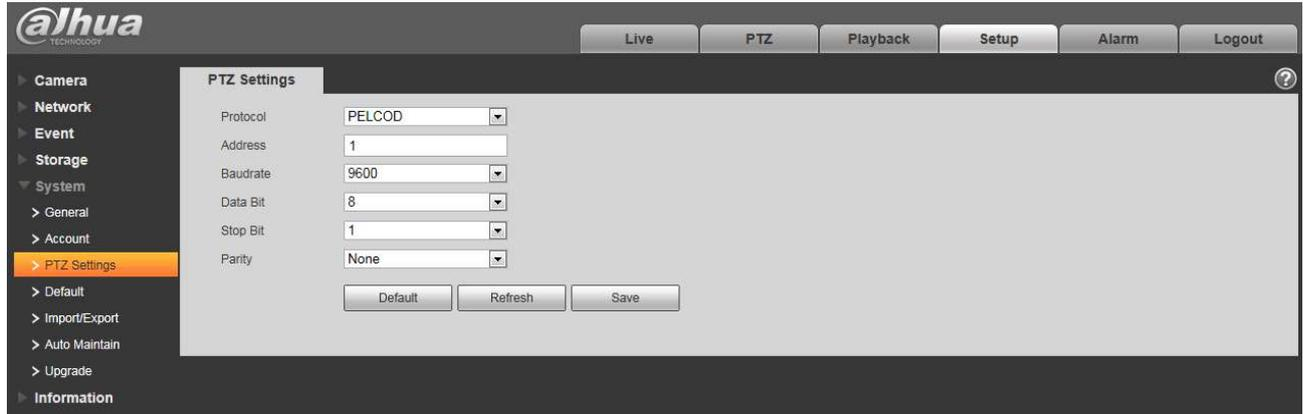 alhua
TECHNOLOGY
Live PTZ Playback Setup Alarm Logout
Camera
Network
Event
Storage
System
> General
> Account
> PTZ Settings
> Default
> Import/Export
> Auto Maintain
> Upgrade
Information
PTZ Settings ?
Protocol PELCOD
Address 1
Baudrate 9600
Data Bit 8
Stop Bit 1
Parity None
Default Refresh Save